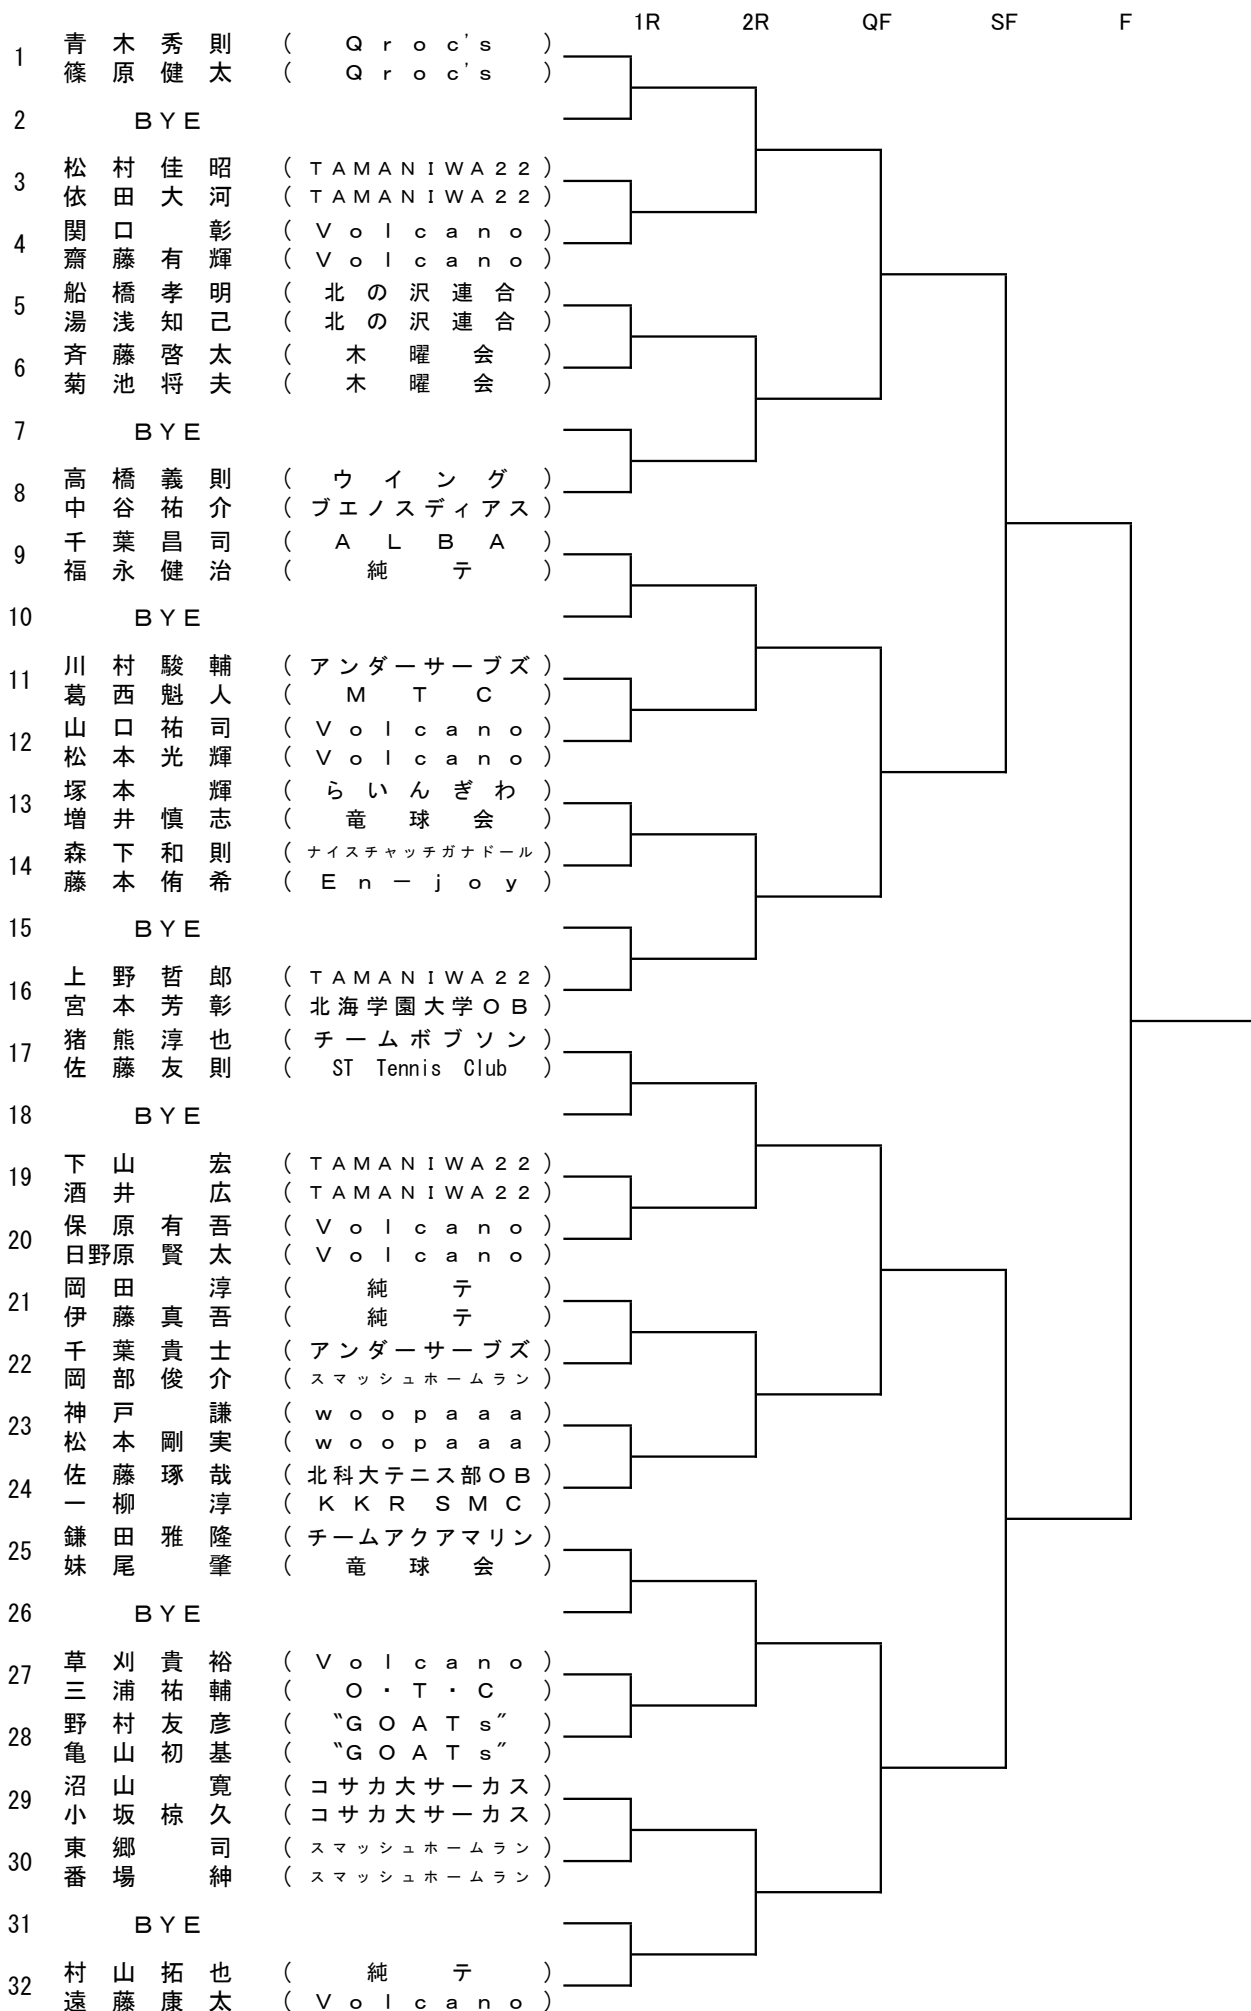 1R 2R QF SF F
1 青木秀則 ( Qroc's )
篠原健太 ( Qroc's )
2 BYE
3 松村佳昭 ( TAMANIWA22 )
依田大河 ( TAMANIWA22 )
4 関口 彰 ( Volcano )
齋藤有輝 ( Volcano )
5 船橋孝明 ( 北の沢連合 )
湯浅知己 ( 北の沢連合 )
6 斉藤啓太 ( 木曜会 )
菊池将夫 ( 木曜会 )
7 BYE
8 高橋義則 ( ウイング )
中谷祐介 ( ブエノスディアス )
9 千葉昌司 ( ALBA )
福永健治 ( 純テ )
10 BYE
11 川村駿輔 ( アンダーサーブズ )
葛西魁人 ( MTC )
12 山口祐司 ( Volcano )
松本光輝 ( Volcano )
13 塚本 輝 ( らいんぎわ )
増井慎志 ( 竜球会 )
14 森下和則 ( ナイスチャッチガナドール )
藤本侑希 ( En－joy )
15 BYE
16 上野哲郎 ( TAMANIWA22 )
宮本芳彰 ( 北海学園大学OB )
17 猪熊淳也 ( チームボブソン )
佐藤友則 ( ST Tennis Club )
18 BYE
19 下山 宏 ( TAMANIWA22 )
酒井 広 ( TAMANIWA22 )
20 保原有吾 ( Volcano )
日野原賢太 ( Volcano )
21 岡田 淳 ( 純テ )
伊藤真吾 ( 純テ )
22 千葉貴士 ( アンダーサーブズ )
岡部俊介 ( スマッシュホームラン )
23 神戸 謙 ( woopaaa )
松本剛実 ( woopaaa )
24 佐藤琢哉 ( 北科大テニス部OB )
一柳 淳 ( KKR SMC )
25 鎌田雅隆 ( チームアクアマリン )
妹尾 肇 ( 竜球会 )
26 BYE
27 草刈貴裕 ( Volcano )
三浦祐輔 ( O・T・C )
28 野村友彦 ( 〝GOATs″ )
亀山初基 ( 〝GOATs″ )
29 沼山 寛 ( コサカ大サーカス )
小坂椋久 ( コサカ大サーカス )
30 東郷 司 ( スマッシュホームラン )
番場 紳 ( スマッシュホームラン )
31 BYE
32 村山拓也 ( 純テ )
遠藤康太 ( Volcano )